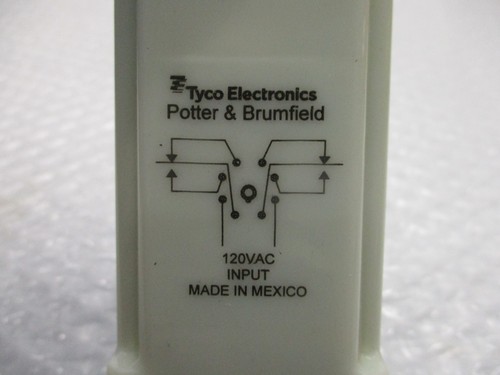 Tyco Electronics
Potter & Brumfield
120VAC
INPUT
MADE IN MEXICO